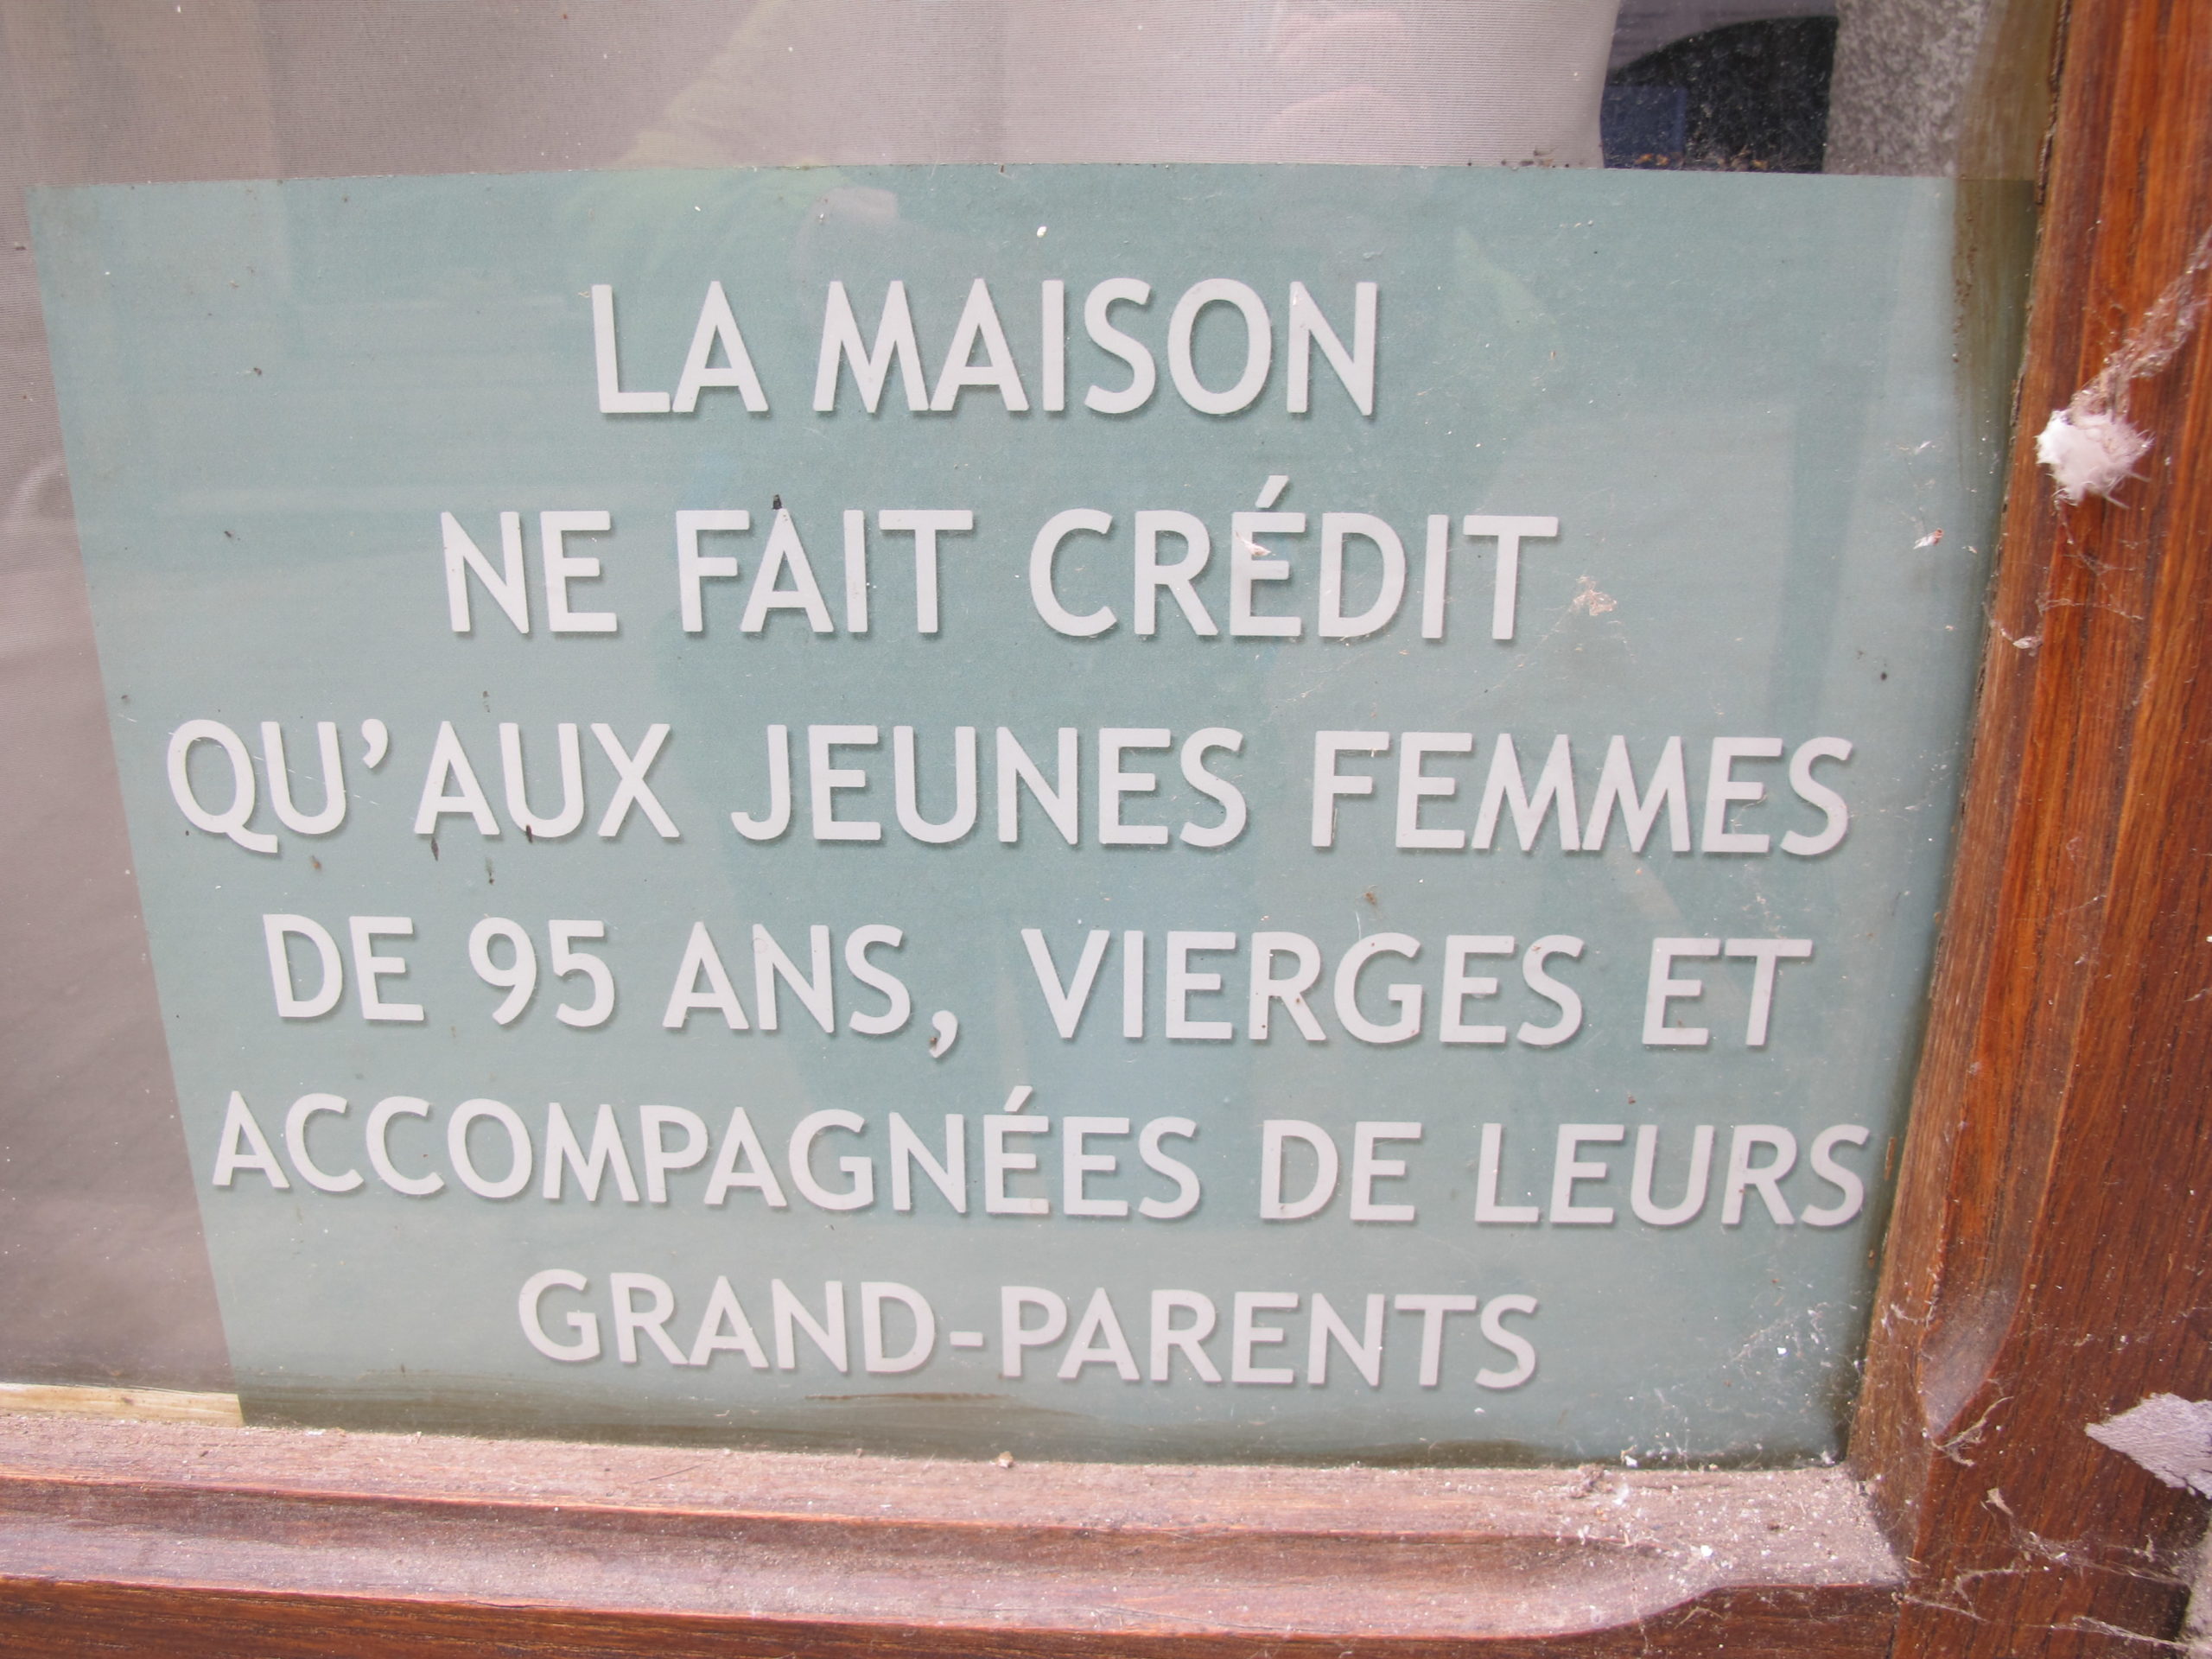 LA MAISON
NE FAIT CRÉDIT
QU'AUX JEUNES FEMMES
DE 95 ANS, VIERGES ET
ACCOMPAGNÉES DE LEURS
GRAND-PARENTS